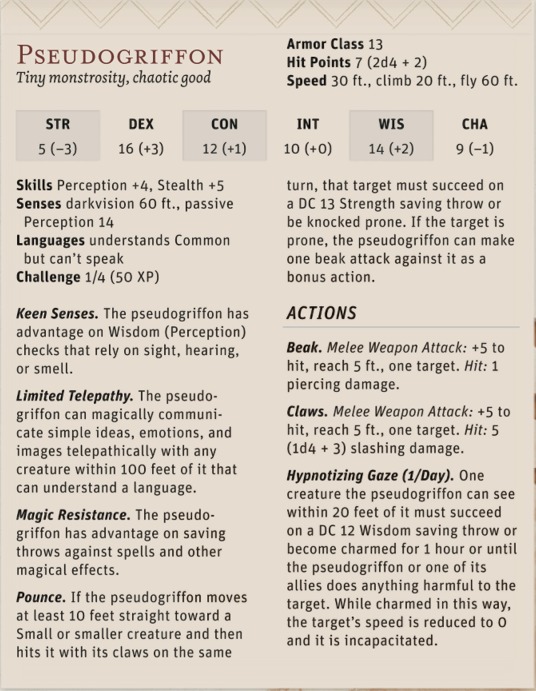 PSEUDOGRIFFON
Tiny monstrosity, chaotic good
Armor Class 13
Hit Points 7 (2d4 + 2)
Speed 30 ft., climb 20 ft., fly 60 ft.
STR DEX CON INT WIS CHA
5 (−3) 16 (+3) 12 (+1) 10 (+0) 14 (+2) 9 (−1)
Skills Perception +4, Stealth +5
Senses darkvision 60 ft., passive
Perception 14
Languages understands Common
but can't speak
Challenge 1/4 (50 XP)
Keen Senses. The pseudogriffon has
advantage on Wisdom (Perception)
checks that rely on sight, hearing,
or smell.
Limited Telepathy. The pseudo-
griffon can magically communi-
cate simple ideas, emotions, and
images telepathically with any
creature within 100 feet of it that
can understand a language.
Magic Resistance. The pseudo-
griffon has advantage on saving
throws against spells and other
magical effects.
Pounce. If the pseudogriffon moves
at least 10 feet straight toward a
Small or smaller creature and then
hits it with its claws on the same
turn, that target must succeed on
a DC 13 Strength saving throw or
be knocked prone. If the target is
prone, the pseudogriffon can make
one beak attack against it as a
bonus action.
ACTIONS
Beak. Melee Weapon Attack: +5 to
hit, reach 5 ft., one target. Hit: 1
piercing damage.
Claws. Melee Weapon Attack: +5 to
hit, reach 5 ft., one target. Hit: 5
(1d4 + 3) slashing damage.
Hypnotizing Gaze (1/Day). One
creature the pseudogriffon can see
within 20 feet of it must succeed
on a DC 12 Wisdom saving throw or
become charmed for 1 hour or until
the pseudogriffon or one of its
allies does anything harmful to the
target. While charmed in this way,
the target's speed is reduced to 0
and it is incapacitated.